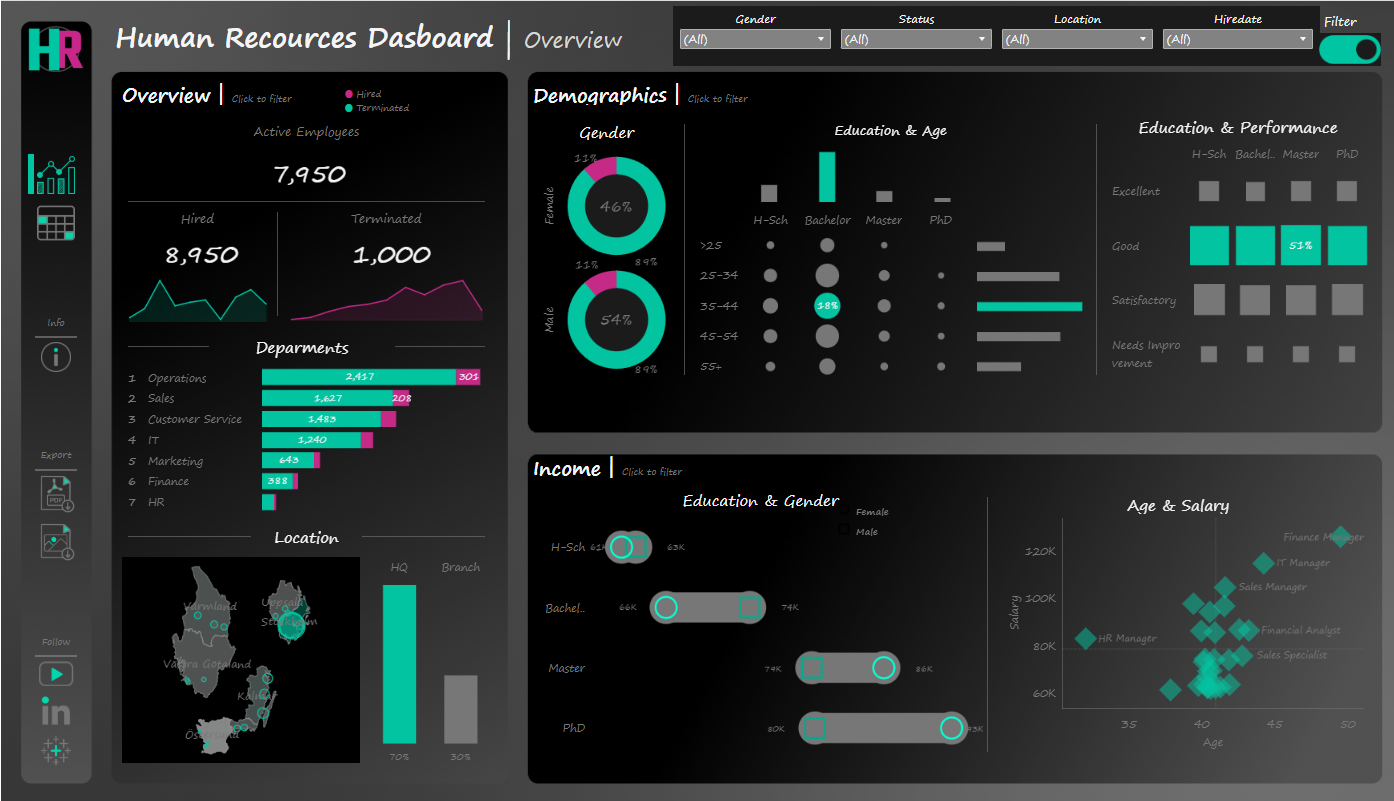 HR
Human Recources Dasboard | Overview
Gender Status Location Hiredate Filter
(All) (All) (All) (All)
Info
Export
PDF
Follow
in
Overview | Click to filter
Hired
Terminated
Active Employees
7,950
Hired Terminated
8,950 1,000
Deparments
1 Operations 2,417 301
2 Sales 1,627 208
3 Customer Service 1,483
4 IT 1,240
5 Marketing 643
6 Finance 388
7 HR
Location
HQ Branch
Värmland
Uppsala
Stockholm
Västra Götaland
Kalmar
70% 30%
Demographics | Click to filter
Gender
Female
11%
46%
89%
Male
11%
54%
89%
Education & Age
H-Sch Bachelor Master PhD
>25
25-34
35-44 18%
45-54
55+
Education & Performance
H-Sch Bachel.. Master PhD
Excellent
Good 51%
Satisfactory
Needs Impro
vement
Income | Click to filter
Education & Gender
Female
Male
H-Sch 61K 63K
Bachel.. 66K 74K
Master 79K 86K
PhD 80K 93K
Age & Salary
Salary
120K
100K
80K
60K
Finance Manager
IT Manager
Sales Manager
Financial Analyst
HR Manager
Sales Specialist
35 40 45 50
Age